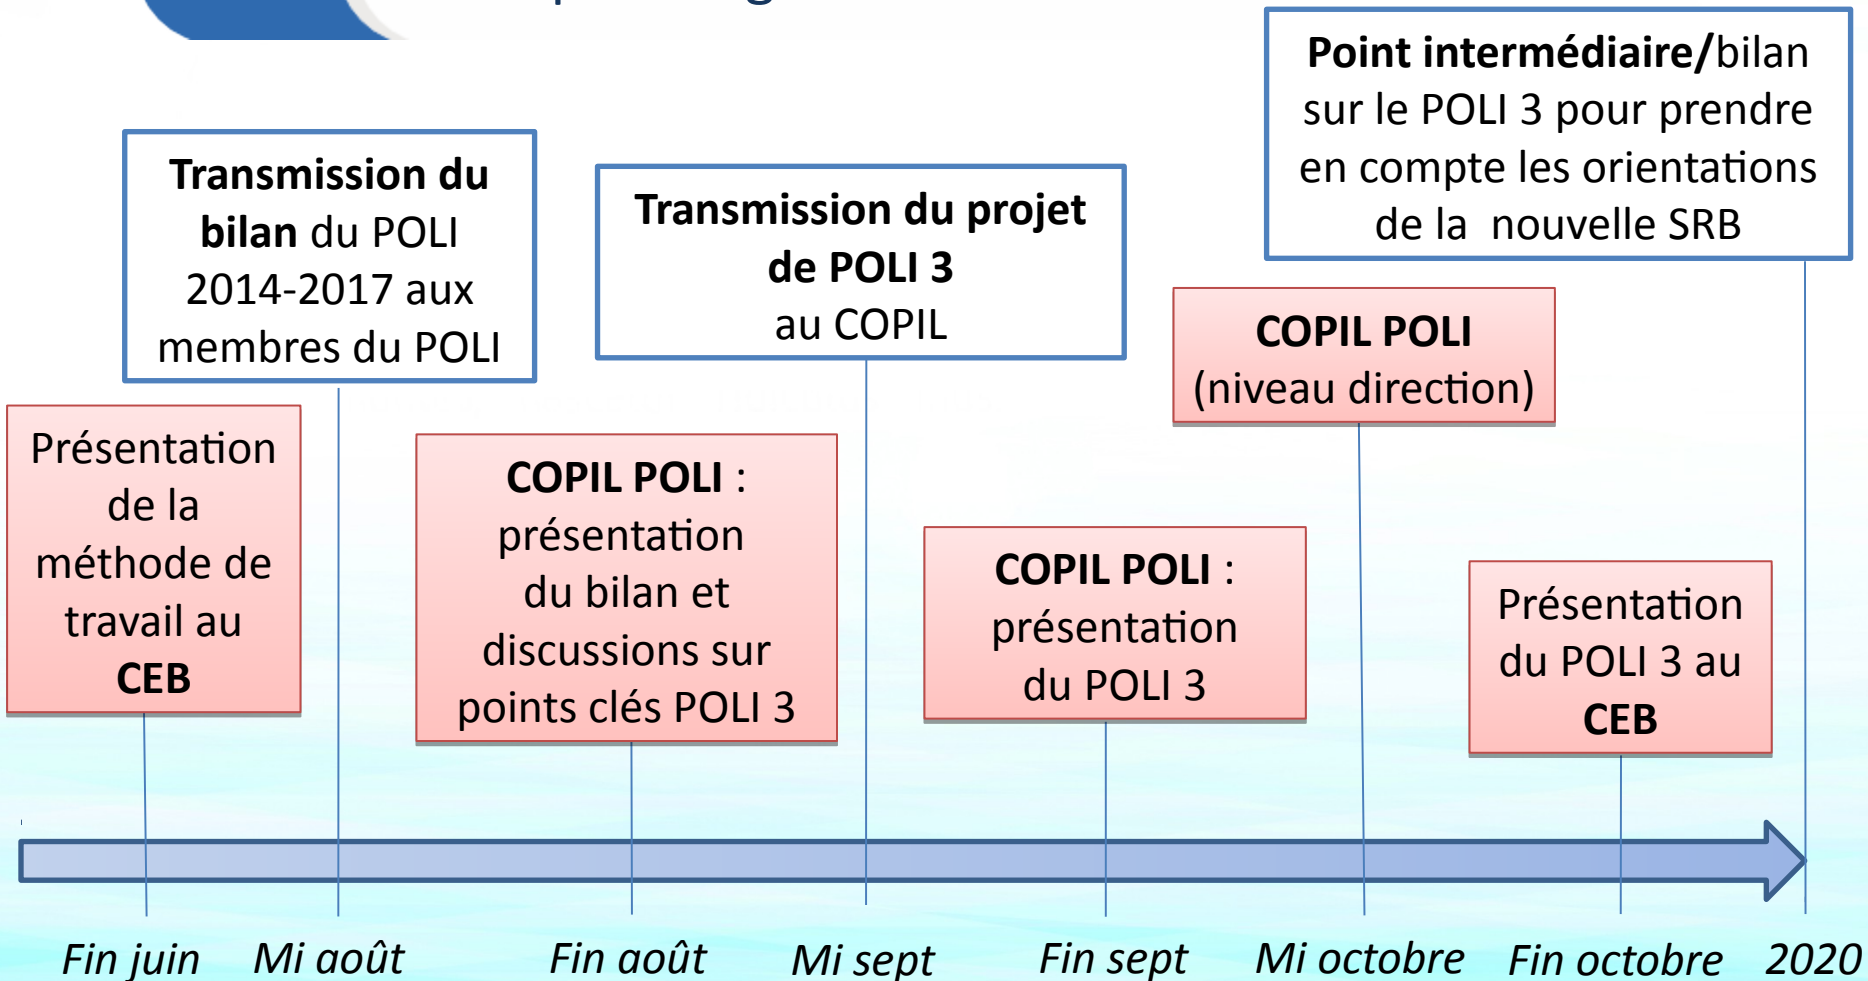 Point intermédiaire/bilan
sur le POLI 3 pour prendre
en compte les orientations
de la nouvelle SRB
Transmission du
bilan du POLI
2014-2017 aux
membres du POLI
Transmission du projet
de POLI 3
au COPIL
COPIL POLI
(niveau direction)
Présentation
de la
méthode de
travail au
CEB
COPIL POLI :
présentation
du bilan et
discussions sur
points clés POLI 3
COPIL POLI :
présentation
du POLI 3
Présentation
du POLI 3 au
CEB
Fin juin
Mi août
Fin août
Mi sept
Fin sept
Mi octobre
Fin octobre
2020